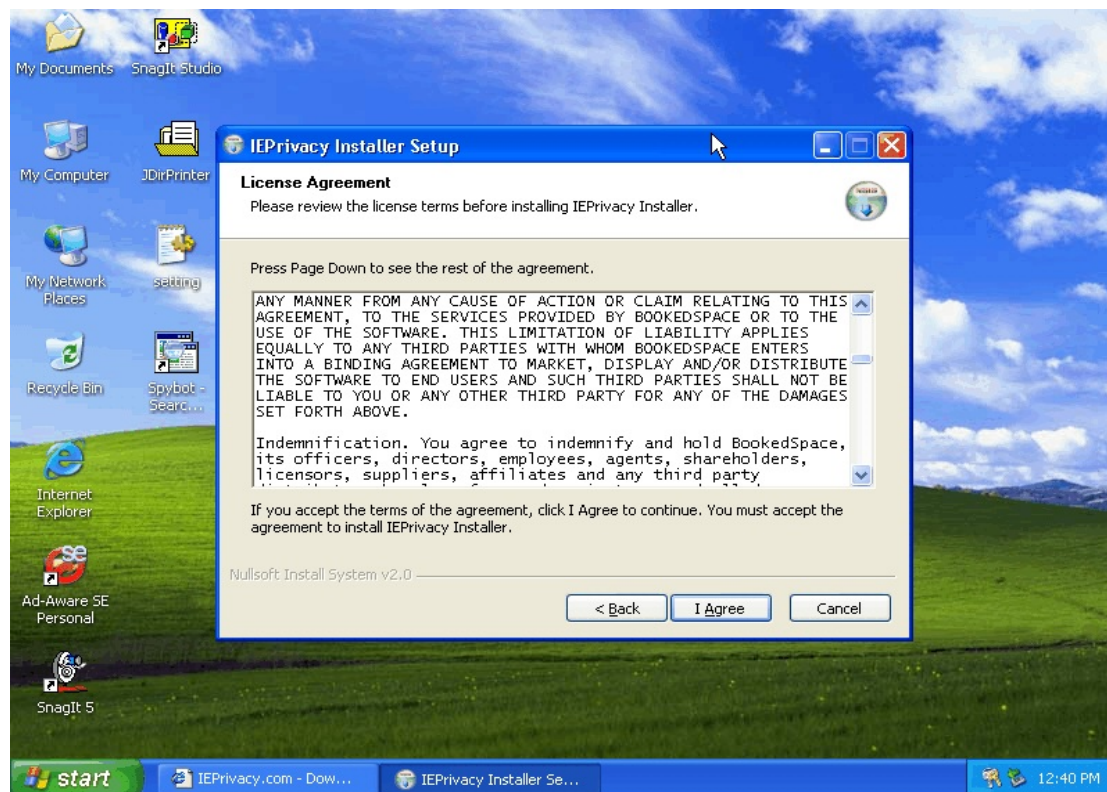 My Documents
SnagIt Studio
My Computer
JDirPrinter
My Network
Places
setting
Recycle Bin
Spybot -
Searc...
Internet
Explorer
Ad-Aware SE
Personal
SnagIt 5
IEPrivacy Installer Setup
License Agreement
Please review the license terms before installing IEPrivacy Installer.
Press Page Down to see the rest of the agreement.
ANY MANNER FROM ANY CAUSE OF ACTION OR CLAIM RELATING TO THIS
AGREEMENT, TO THE SERVICES PROVIDED BY BOOKEDSPACE OR TO THE
USE OF THE SOFTWARE. THIS LIMITATION OF LIABILITY APPLIES
EQUALLY TO ANY THIRD PARTIES WITH WHOM BOOKEDSPACE ENTERS
INTO A BINDING AGREEMENT TO MARKET, DISPLAY AND/OR DISTRIBUTE
THE SOFTWARE TO END USERS AND SUCH THIRD PARTIES SHALL NOT BE
LIABLE TO YOU OR ANY OTHER THIRD PARTY FOR ANY OF THE DAMAGES
SET FORTH ABOVE.
Indemnification. You agree to indemnify and hold BookedSpace,
its officers, directors, employees, agents, shareholders,
licensors, suppliers, affiliates and any third party
If you accept the terms of the agreement, click I Agree to continue. You must accept the
agreement to install IEPrivacy Installer.
Nullsoft Install System v2.0
< Back
I Agree
Cancel
start
IEPrivacy.com - Dow...
IEPrivacy Installer Se...
12:40 PM